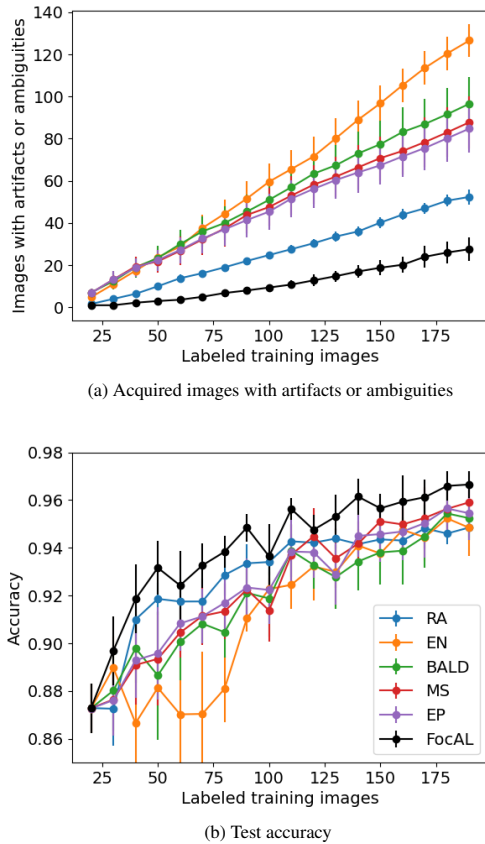 140
120
100
80
60
40
20
0
Images with artifacts or ambiguities
25 50 75 100 125 150 175
Labeled training images
(a) Acquired images with artifacts or ambiguities
0.98
0.96
0.94
0.92
0.90
0.88
0.86
Accuracy
RA
EN
BALD
MS
EP
FocAL
25 50 75 100 125 150 175
Labeled training images
(b) Test accuracy